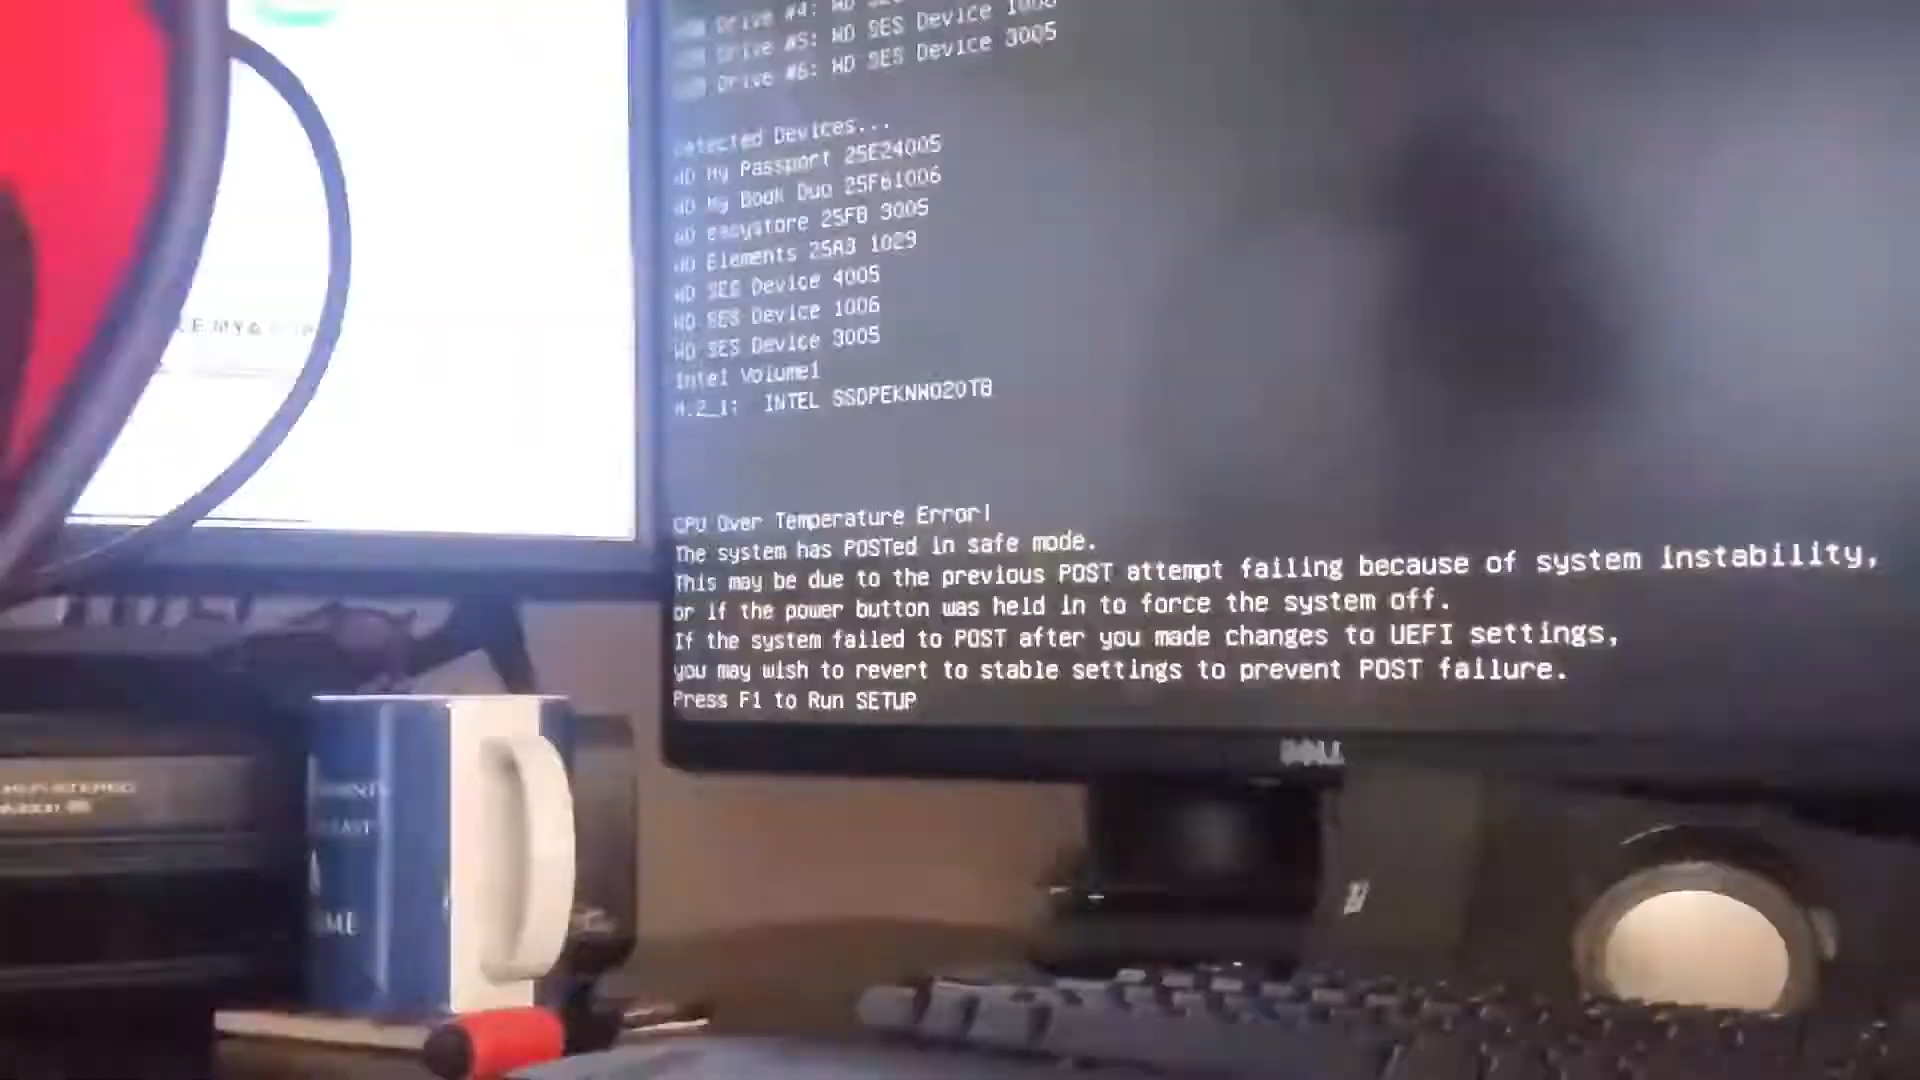 Drive #4: WD
Drive #5: WD SES Device 1006
Drive #6: WD SES Device 3005
Detected Devices...
WD My Passport 25E24005
WD My Book Duo 25F61006
WD easystore 25FB 3005
WD Elements 25A3 1029
WD SES Device 4005
WD SES Device 1006
WD SES Device 3005
Intel Volume1
M.2_1: INTEL SSDPEKNW020T8
CPU Over Temperature Error!
The system has POSTed in safe mode.
This may be due to the previous POST attempt failing because of system instability,
or if the power button was held in to force the system off.
If the system failed to POST after you made changes to UEFI settings,
you may wish to revert to stable settings to prevent POST failure.
Press F1 to Run SETUP
DELL